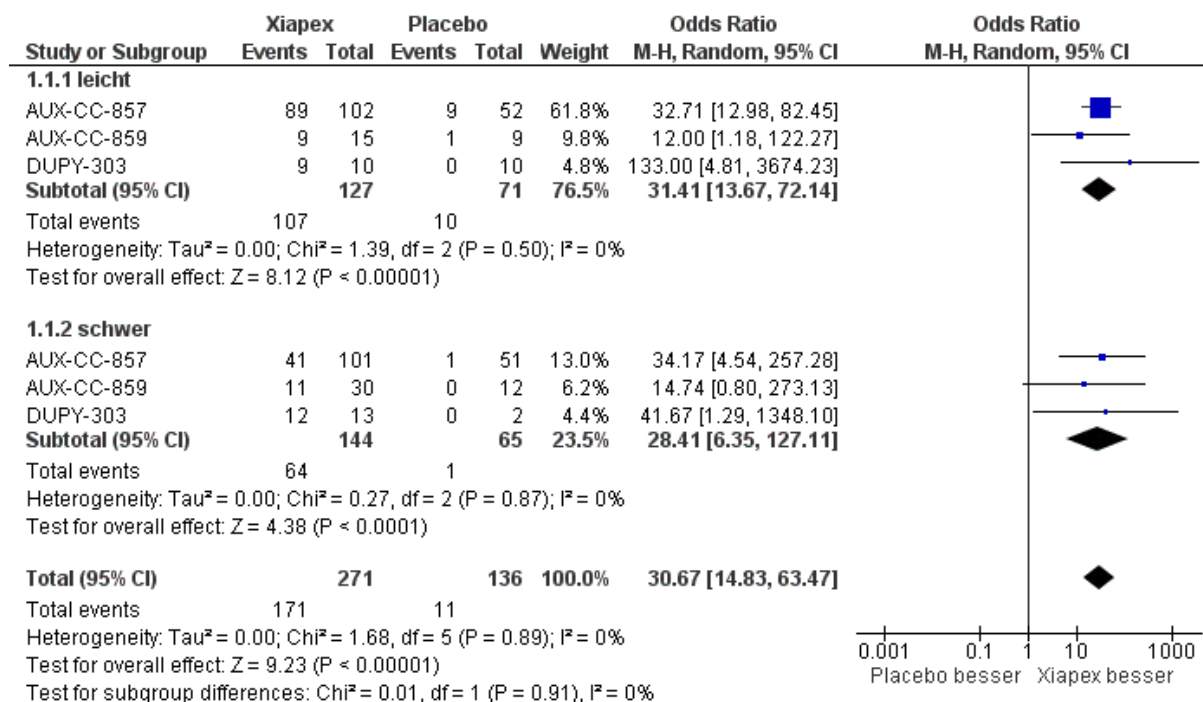 Xiapex Placebo Odds Ratio Odds Ratio
Study or Subgroup Events Total Events Total Weight M-H, Random, 95% CI M-H, Random, 95% CI
1.1.1 leicht
AUX-CC-857 89 102 9 52 61.8% 32.71 [12.98, 82.45]
AUX-CC-859 9 15 1 9 9.8% 12.00 [1.18, 122.27]
DUPY-303 9 10 0 10 4.8% 133.00 [4.81, 3674.23]
Subtotal (95% CI) 127 71 76.5% 31.41 [13.67, 72.14]
Total events 107 10
Heterogeneity: Tau² = 0.00; Chi² = 1.39, df = 2 (P = 0.50); I² = 0%
Test for overall effect: Z = 8.12 (P < 0.00001)
1.1.2 schwer
AUX-CC-857 41 101 1 51 13.0% 34.17 [4.54, 257.28]
AUX-CC-859 11 30 0 12 6.2% 14.74 [0.80, 273.13]
DUPY-303 12 13 0 2 4.4% 41.67 [1.29, 1348.10]
Subtotal (95% CI) 144 65 23.5% 28.41 [6.35, 127.11]
Total events 64 1
Heterogeneity: Tau² = 0.00; Chi² = 0.27, df = 2 (P = 0.87); I² = 0%
Test for overall effect: Z = 4.38 (P < 0.0001)
Total (95% CI) 271 136 100.0% 30.67 [14.83, 63.47]
Total events 171 11
Heterogeneity: Tau² = 0.00; Chi² = 1.68, df = 5 (P = 0.89); I² = 0%
Test for overall effect: Z = 9.23 (P < 0.00001)
Test for subgroup differences: Chi² = 0.01, df = 1 (P = 0.91), I² = 0%
0.001 0.1 1 10 1000
Placebo besser Xiapex besser